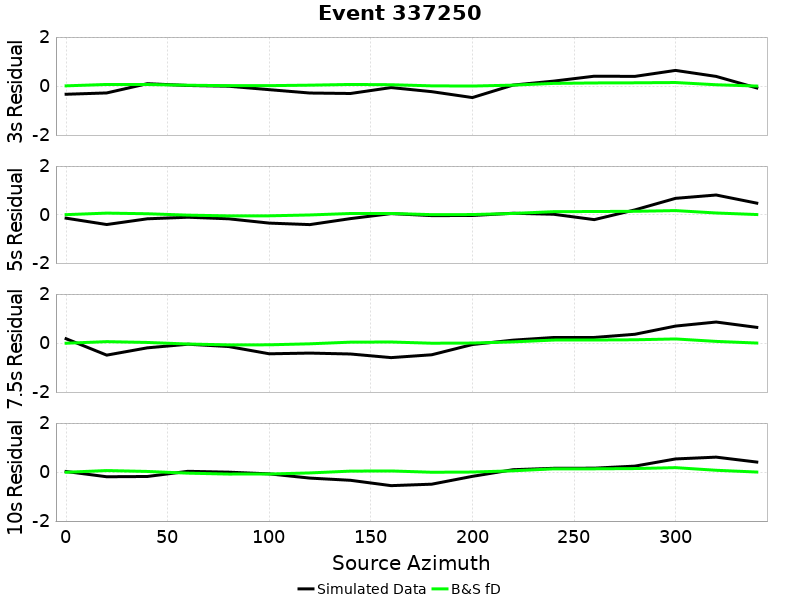 Event 337250
3s Residual
2
0
-2
5s Residual
2
0
-2
7.5s Residual
2
0
-2
10s Residual
2
0
-2
0 50 100 150 200 250 300
Source Azimuth
Simulated Data B&S fD